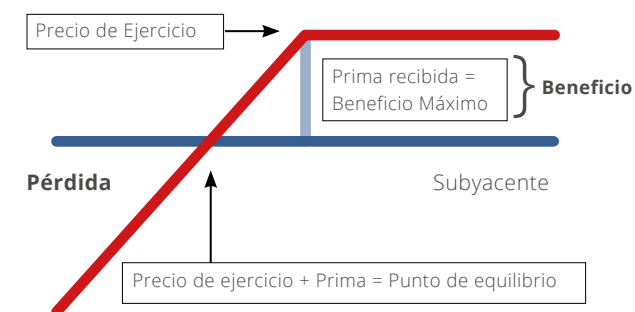 Precio de Ejercicio
Prima recibida =
Beneficio Máximo
Beneficio
Pérdida
Subyacente
Precio de ejercicio + Prima = Punto de equilibrio